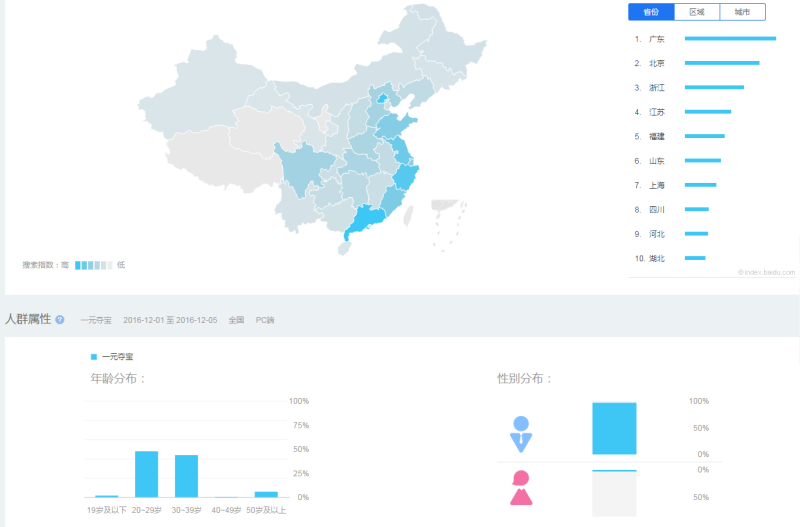 省份 区域 城市
1. 广东
2. 北京
3. 浙江
4. 江苏
5. 福建
6. 山东
7. 上海
8. 四川
9. 河北
10. 湖北
搜索指数：高 低
© index.baidu.com
人群属性 ? 一元夺宝 2016-12-01 至 2016-12-05 全国 PC端
一元夺宝
年龄分布：
100%
75%
50%
25%
0%
19岁及以下 20~29岁 30~39岁 40~49岁 50岁及以上
性别分布：
100%
50%
0%
0%
50%